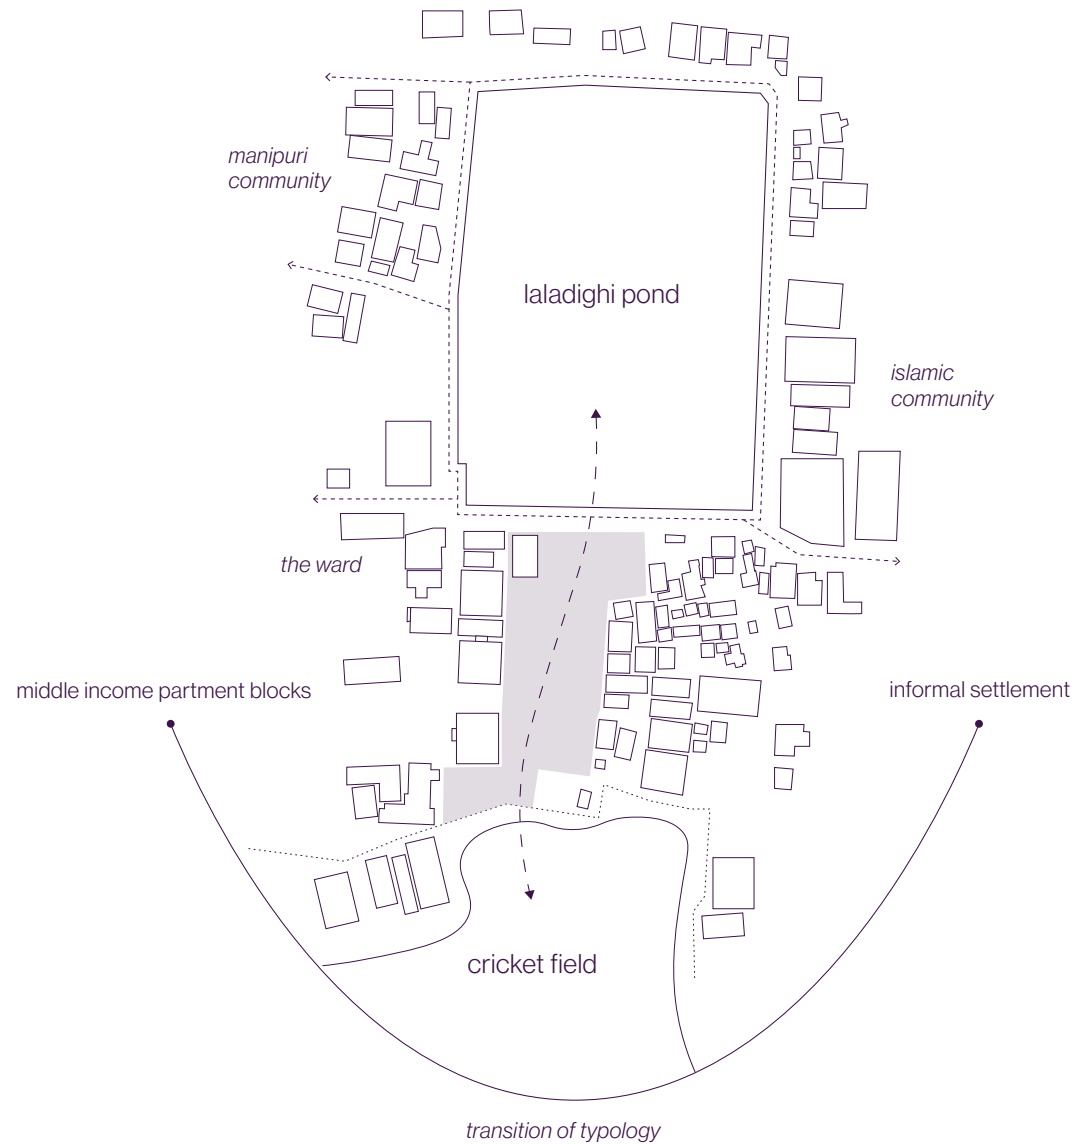 manipuri
community
laladighi pond
islamic
community
the ward
middle income partment blocks
informal settlement
cricket field
transition of typology